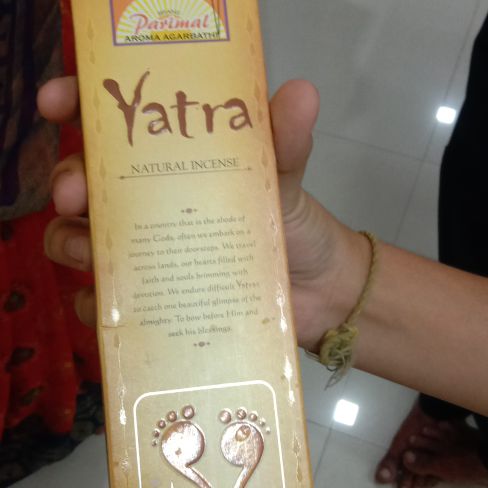 Parimal
AROMA AGARBATHI
Yatra
NATURAL INCENSE
In a country that is the abode of
many Gods, often we embark on a
journey to their doorsteps. We travel
across lands, our hearts filled with
faith and souls brimming with
devotion. We endure difficult Yatras
to catch one beautiful glimpse of the
almighty. To bow before Him and
seek his blessings.